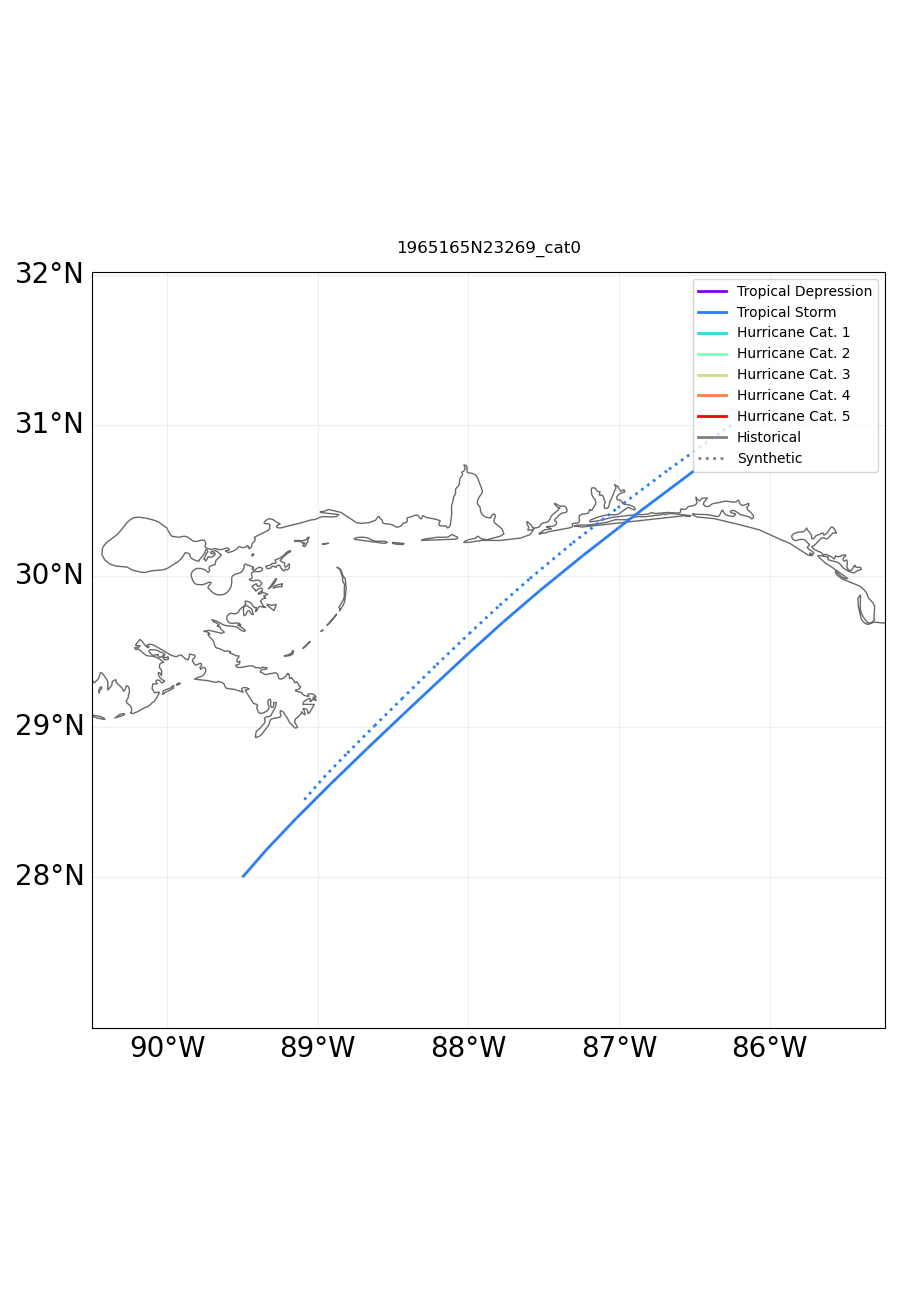 1965165N23269_cat0
32°N
31°N
30°N
29°N
28°N
Tropical Depression
Tropical Storm
Hurricane Cat. 1
Hurricane Cat. 2
Hurricane Cat. 3
Hurricane Cat. 4
Hurricane Cat. 5
Historical
Synthetic
90°W 89°W 88°W 87°W 86°W